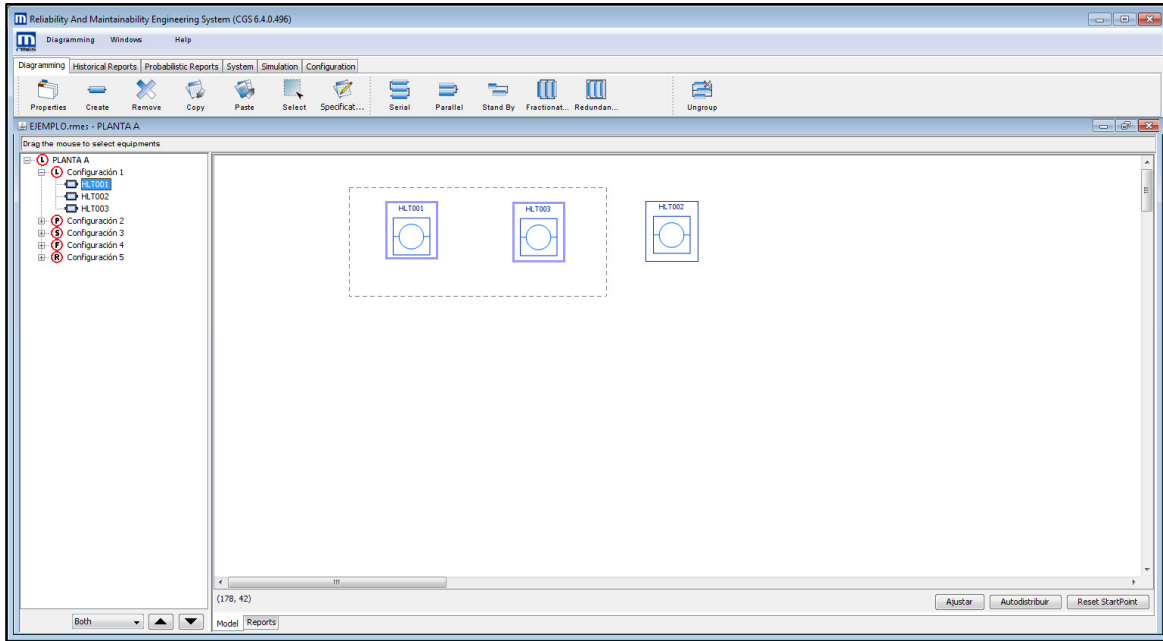 Reliability And Maintainability Engineering System (CGS 6.4.0.496)
Diagramming Windows Help
Diagramming Historical Reports Probabilistic Reports System Simulation Configuration
Properties Create Remove Copy Paste Select Specificat... Serial Parallel Stand By Fractionat... Redundan... Ungroup
EJEMPLO.rmes - PLANTA A
Drag the mouse to select equipments
L PLANTA A
L Configuración 1
HLT001
HLT002
HLT003
P Configuración 2
S Configuración 3
F Configuración 4
R Configuración 5
HLT001 HLT003 HLT002
(178, 42)
Ajustar Autodistribuir Reset StartPoint
Both
Model Reports